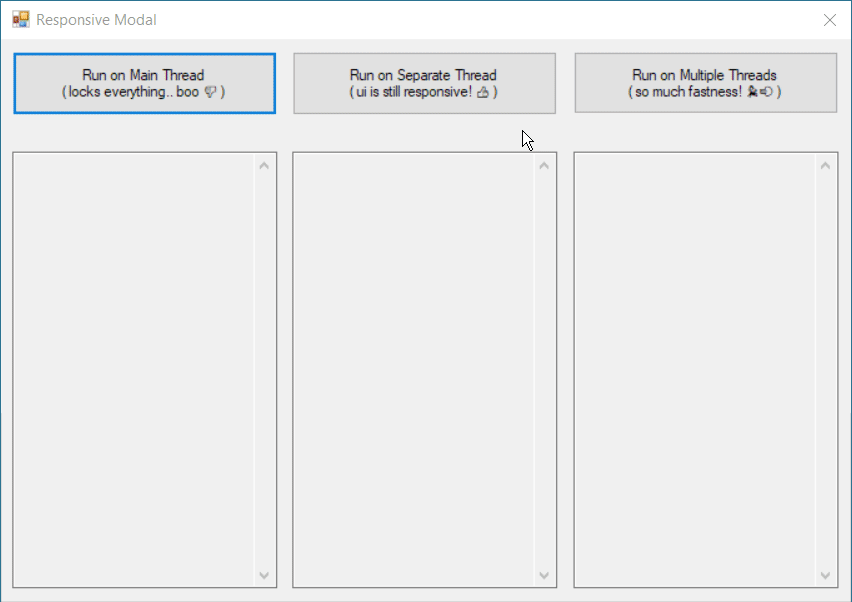 Responsive Modal
Run on Main Thread
( locks everything.. boo 👎 )
Run on Separate Thread
( ui is still responsive! 👍 )
Run on Multiple Threads
( so much fastness! )